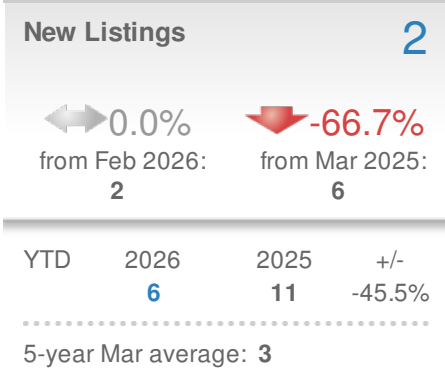 New Listings 2
0.0% -66.7%
from Feb 2026: from Mar 2025:
2 6
YTD 2026 2025 +/-
6 11 -45.5%
5-year Mar average: 3